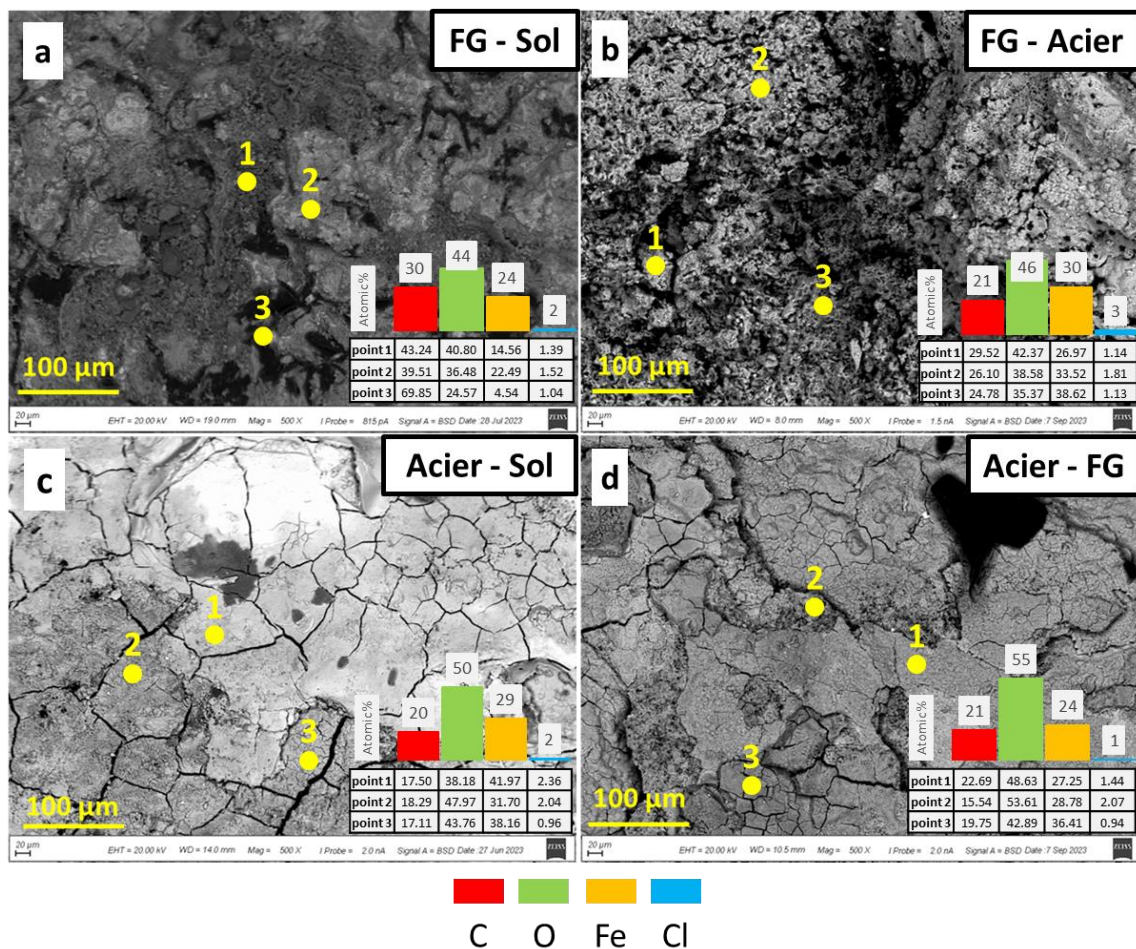 a
FG - Sol
1
2
3
Atomic%
30
44
24
2
point 1 43.24 40.80 14.56 1.39
point 2 39.51 36.48 22.49 1.52
point 3 69.85 24.57 4.54 1.04
100 µm
20 µm EHT = 20.00 kV WD = 19.0 mm Mag = 500 X I Probe = 815 pA Signal A = BSD Date :28 Jul 2023 ZEISS
b
FG - Acier
2
1
3
Atomic%
21
46
30
3
point 1 29.52 42.37 26.97 1.14
point 2 26.10 38.58 33.52 1.81
point 3 24.78 35.37 38.62 1.13
100 µm
20 µm EHT = 20.00 kV WD = 8.0 mm Mag = 500 X I Probe = 1.5 nA Signal A = BSD Date :7 Sep 2023 ZEISS
c
Acier - Sol
1
2
3
Atomic%
20
50
29
2
point 1 17.50 38.18 41.97 2.36
point 2 18.29 47.97 31.70 2.04
point 3 17.11 43.76 38.16 0.96
100 µm
20 µm EHT = 20.00 kV WD = 14.0 mm Mag = 500 X I Probe = 2.0 nA Signal A = BSD Date :27 Jun 2023 ZEISS
d
Acier - FG
2
1
3
Atomic%
21
55
24
1
point 1 22.69 48.63 27.25 1.44
point 2 15.54 53.61 28.78 2.07
point 3 19.75 42.89 36.41 0.94
100 µm
20 µm EHT = 20.00 kV WD = 10.5 mm Mag = 500 X I Probe = 2.0 nA Signal A = BSD Date :7 Sep 2023 ZEISS
C O Fe Cl